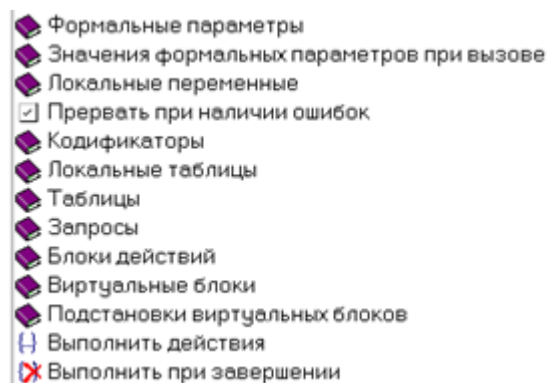 Формальные параметры
Значения формальных параметров при вызове
Локальные переменные
Прервать при наличии ошибок
Кодификаторы
Локальные таблицы
Таблицы
Запросы
Блоки действий
Виртуальные блоки
Подстановки виртуальных блоков
Выполнить действия
Выполнить при завершении